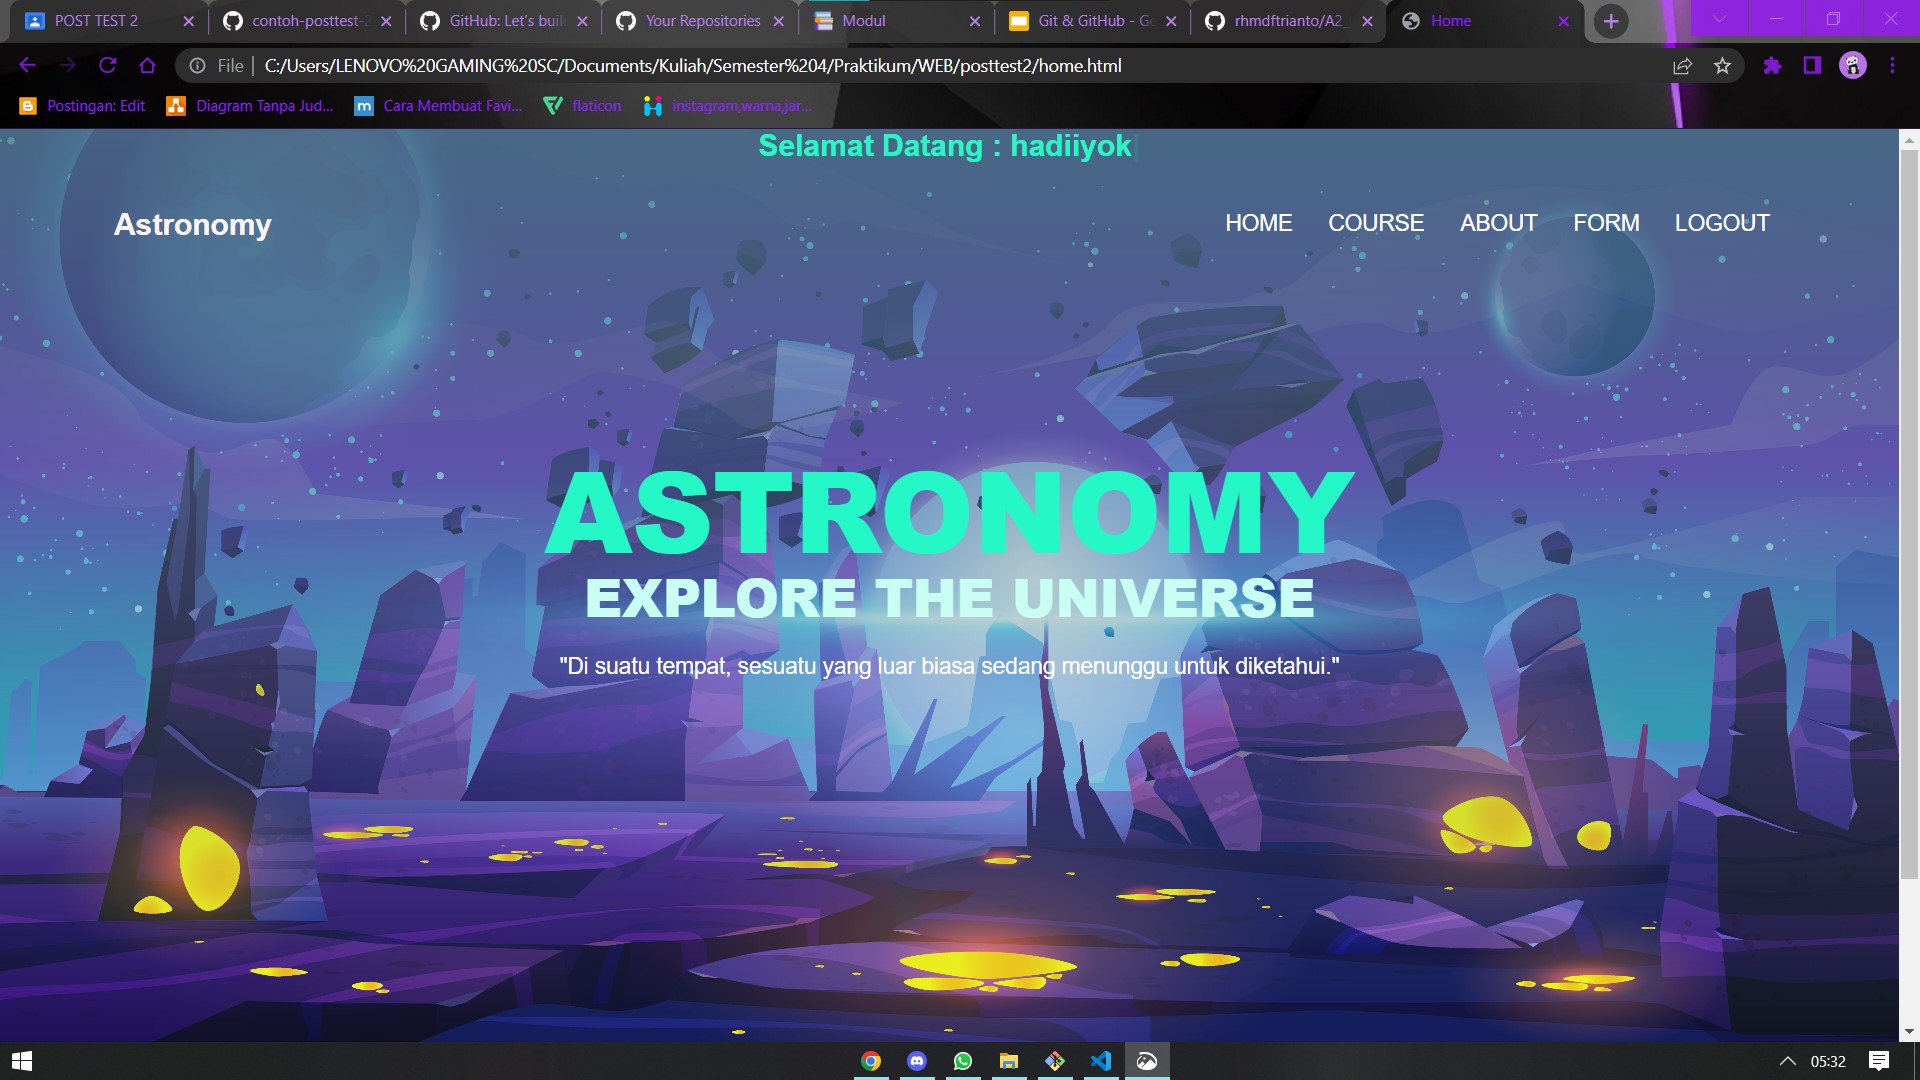 POST TEST 2
contoh-posttest-2
GitHub: Let's buil
Your Repositories
Modul
Git & GitHub - Go
rhmdftrianto/A2_
Home
File
C:/Users/LENOVO%20GAMING%20SC/Documents/Kuliah/Semester%204/Praktikum/WEB/posttest2/home.html
Postingan: Edit
Diagram Tanpa Jud...
Cara Membuat Favi...
flaticon
instagram,warna,jar...
Selamat Datang : hadiiyok
Astronomy
HOME
COURSE
ABOUT
FORM
LOGOUT
ASTRONOMY
EXPLORE THE UNIVERSE
"Di suatu tempat, sesuatu yang luar biasa sedang menunggu untuk diketahui."
05:32